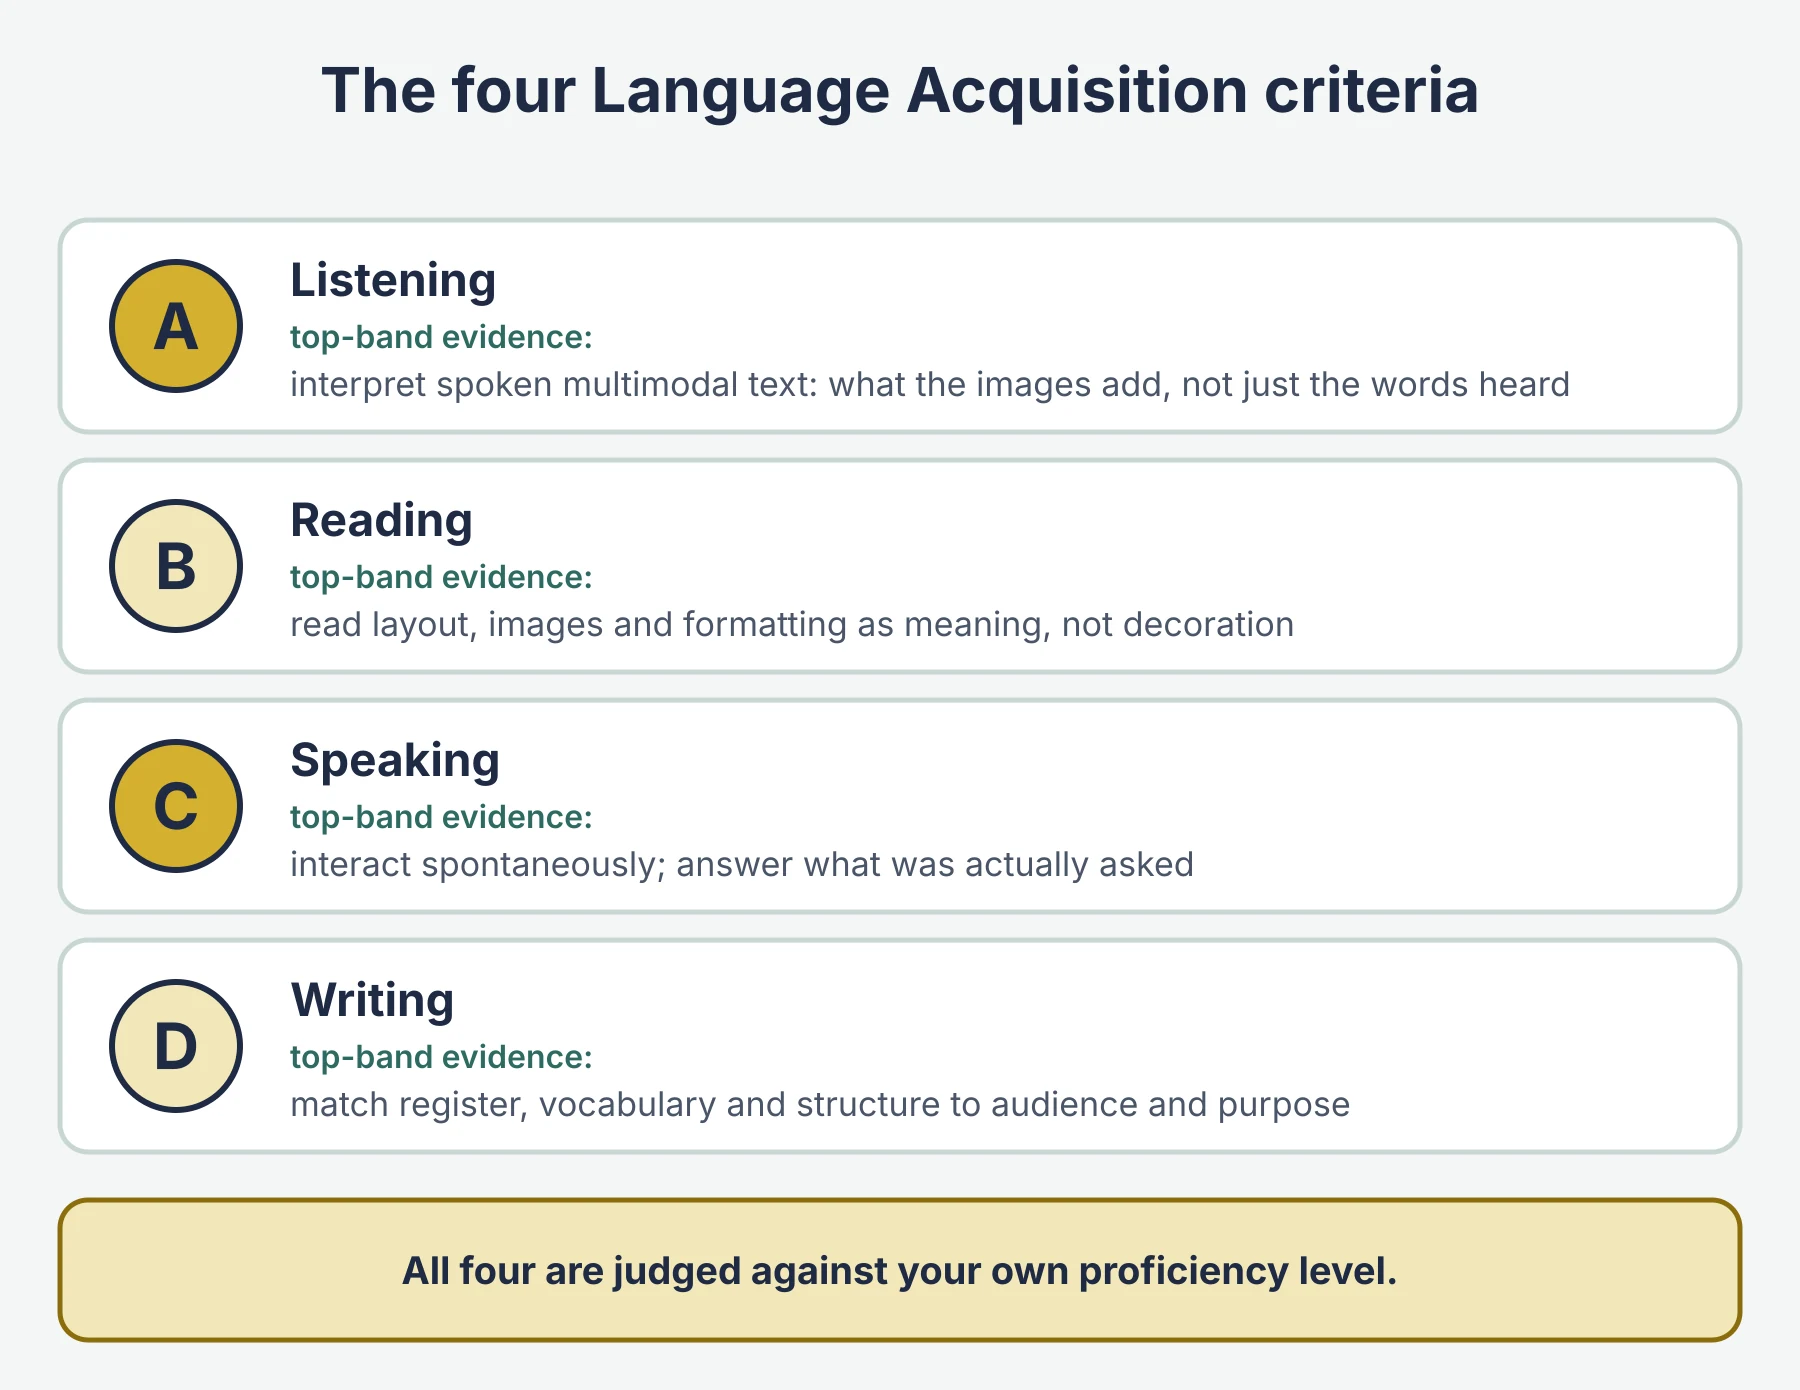 The four Language Acquisition criteria
A
Listening
top-band evidence:
interpret spoken multimodal text: what the images add, not just the words heard
B
Reading
top-band evidence:
read layout, images and formatting as meaning, not decoration
C
Speaking
top-band evidence:
interact spontaneously; answer what was actually asked
D
Writing
top-band evidence:
match register, vocabulary and structure to audience and purpose
All four are judged against your own proficiency level.